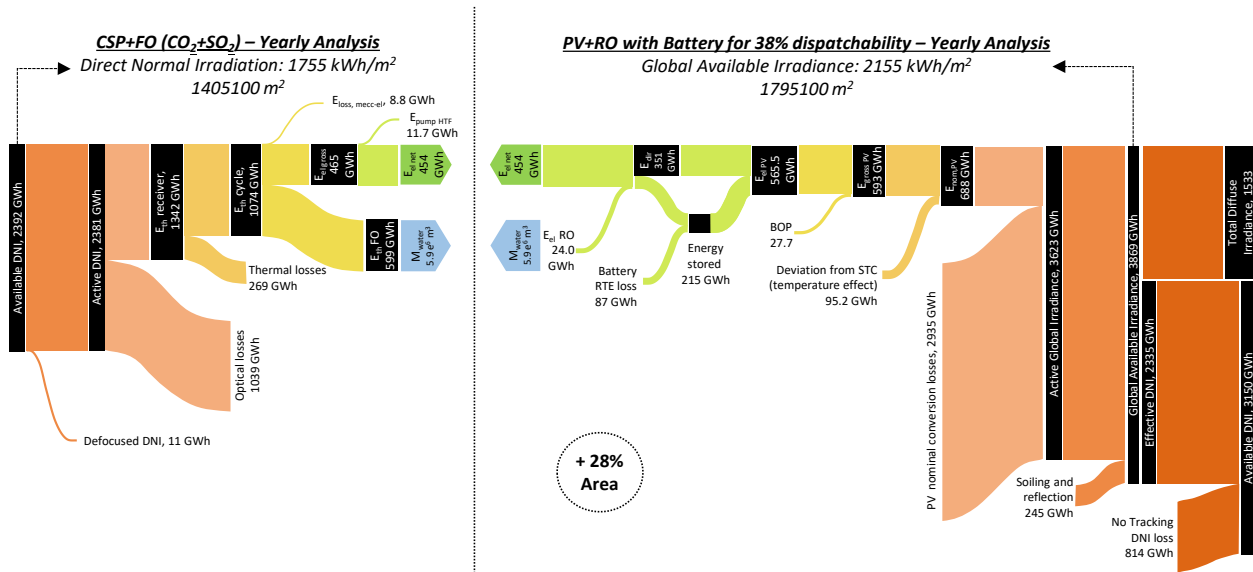 CSP+FO (CO2+SO2) – Yearly Analysis
Direct Normal Irradiation: 1755 kWh/m2
1405100 m2
Available DNI, 2392 GWh
Active DNI, 2381 GWh
Defocused DNI, 11 GWh
Optical losses
1039 GWh
Eth receiver,
1342 GWh
Thermal losses
269 GWh
Eth cycle,
1074 GWh
Eloss, mecc-el, 8.8 GWh
Eel gross
465
GWh
Epump HTF
11.7 GWh
Eel net
454
GWh
Eth FO
599 GWh
Mwater
5.9 e6 m3
PV+RO with Battery for 38% dispatchability – Yearly Analysis
Global Available Irradiance: 2155 kWh/m2
1795100 m2
Eel net
454
GWh
Mwater
5.9 e6 m3
Eel RO
24.0
GWh
Edir
351
GWh
Battery
RTE loss
87 GWh
Energy
stored
215 GWh
Eel PV
565.5
GWh
BOP
27.7
Egross PV
593 GWh
Deviation from STC
(temperature effect)
95.2 GWh
Enom,PV
688 GWh
PV nominal conversion losses, 2935 GWh
Active Global Irradiance, 3623 GWh
Soiling and
reflection
245 GWh
Global Available Irradiance, 3869 GWh
Effective DNI, 2335 GWh
No Tracking
DNI loss
814 GWh
Total Diffuse
Irradiance, 1533
Available DNI, 3150 GWh
+ 28%
Area